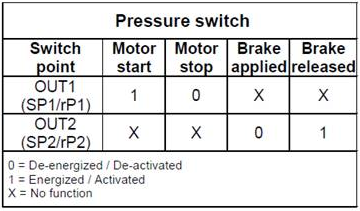 Pressure switch
Switch point Motor start Motor stop Brake applied Brake released
OUT1 (SP1/rP1) 1 0 X X
OUT2 (SP2/rP2) X X 0 1
0 = De-energized / De-activated
1 = Energized / Activated
X = No function